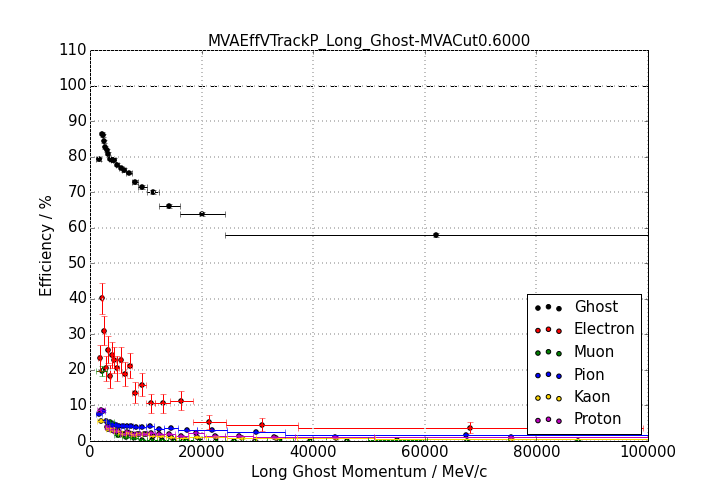 MVAEffVTrackP_Long_Ghost-MVACut0.6000
110
100
90
80
70
60
50
40
30
20
10
0
Efficiency / %
Ghost
Electron
Muon
Pion
Kaon
Proton
0 20000 40000 60000 80000 100000
Long Ghost Momentum / MeV/c